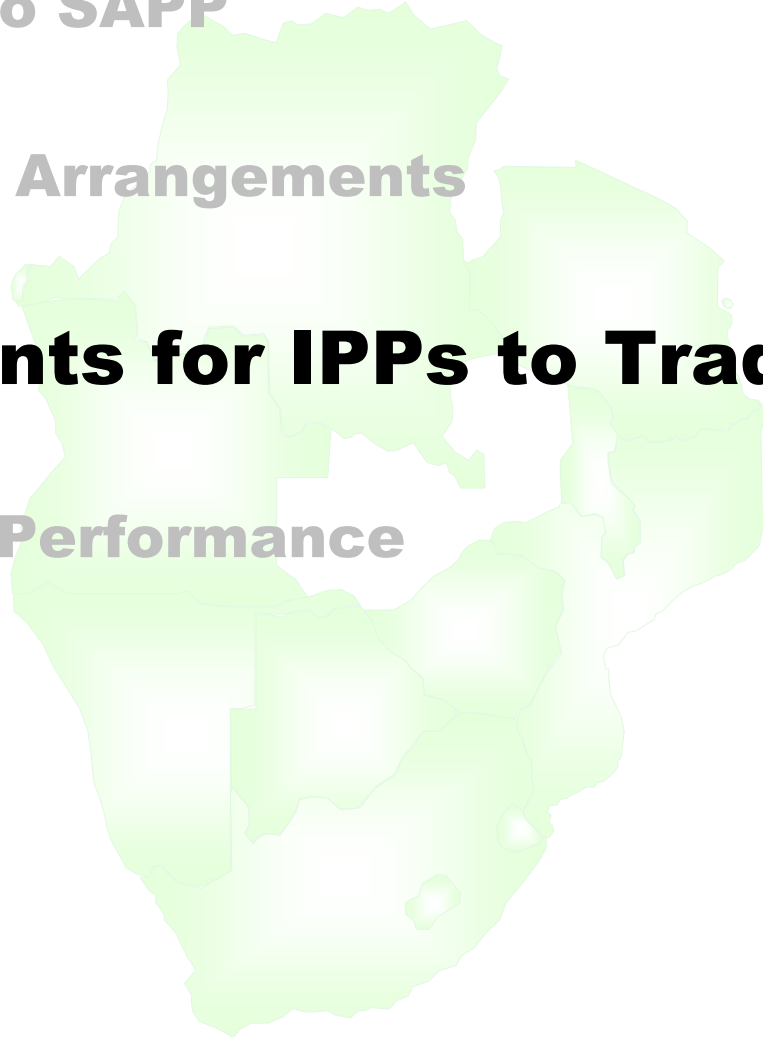 o SAPP
Arrangements
nts for IPPs to Trad
Performance